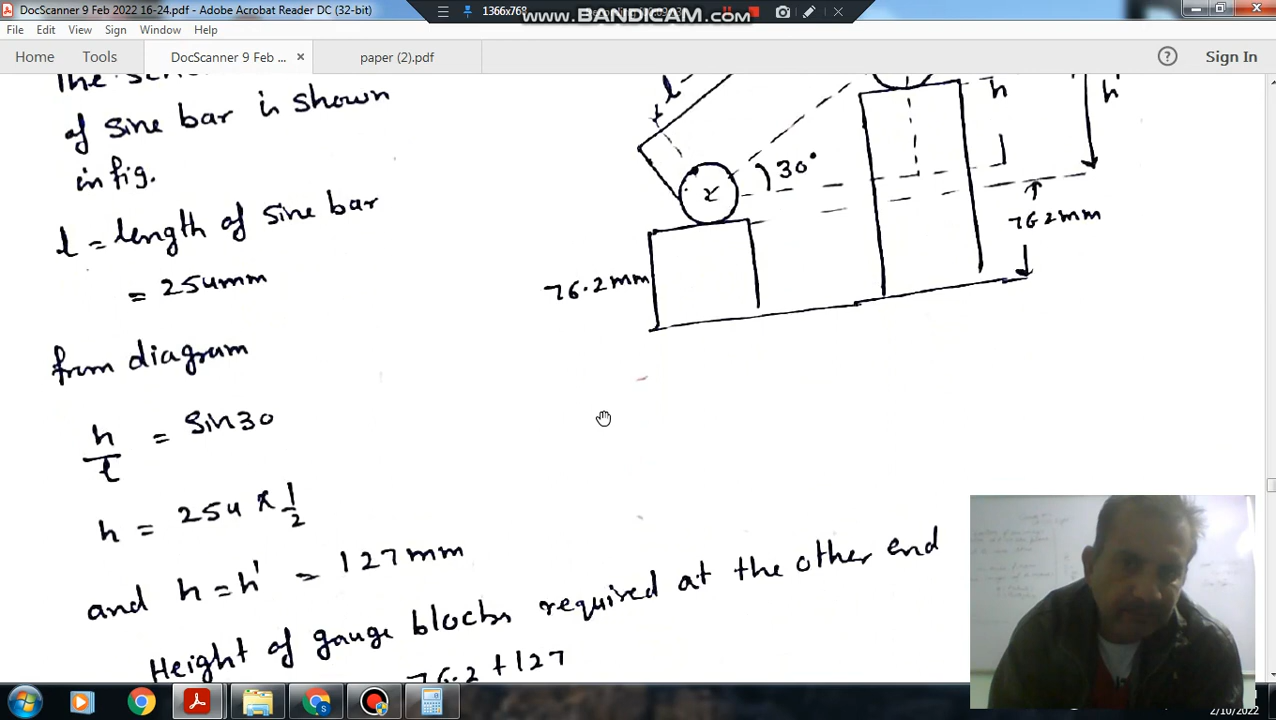 DocScanner 9 Feb 2022 16-24.pdf - Adobe Acrobat Reader DC (32-bit)
1366x768
www.BANDICAM.com
File Edit View Sign Window Help
Home Tools DocScanner 9 Feb ... × paper (2).pdf
Sign In
The
of sine bar is shown
in fig.
l = length of sine bar
= 254mm
from diagram
h/l = Sin30
h = 254 × 1/2
and h = h' = 127mm
Height of gauge blocks required at the other end
76.2 + 127
l
h
h'
30°
r
76.2mm
76.2mm
2/10/2022